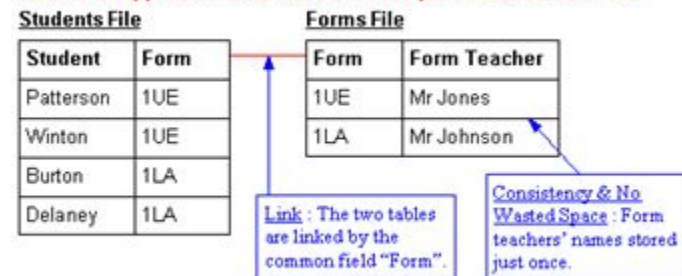 Students File
Forms File
Student Form
Form Form Teacher
Patterson 1UE
1UE Mr Jones
Winton 1UE
1LA Mr Johnson
Burton 1LA
Delaney 1LA
Link : The two tables
are linked by the
common field “Form”.
Consistency & No
Wasted Space : Form
teachers’ names stored
just once.